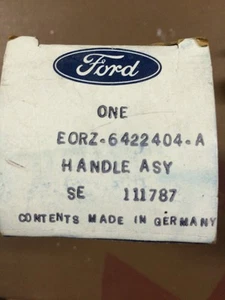 Ford
ONE
EORZ-6422404-A
HANDLE ASY
SE 111787
CONTENTS MADE IN GERMANY